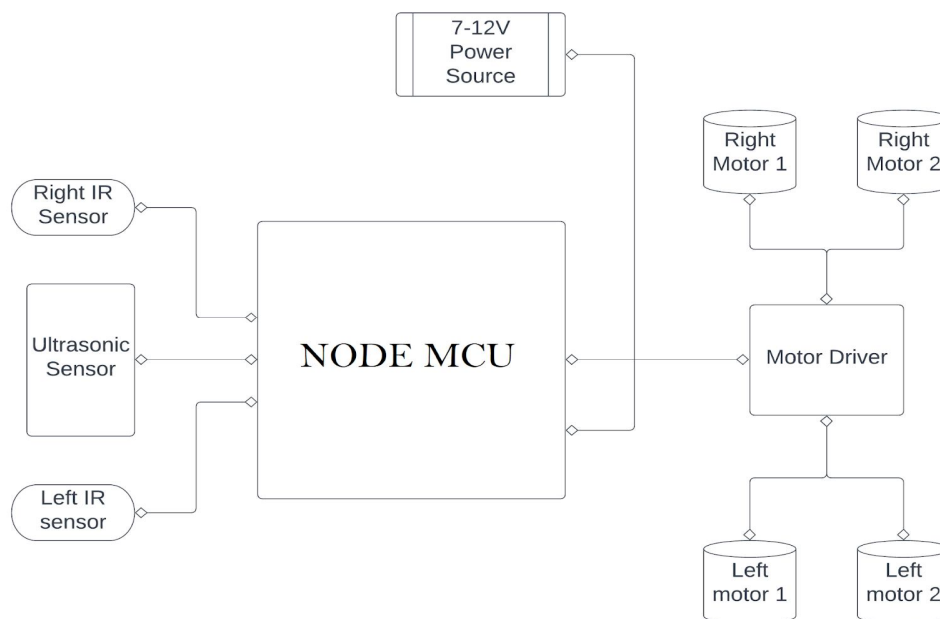 7-12V
Power
Source
Right
Motor 1
Right
Motor 2
Right IR
Sensor
Ultrasonic
Sensor
NODE MCU
Motor Driver
Left IR
sensor
Left
motor 1
Left
motor 2